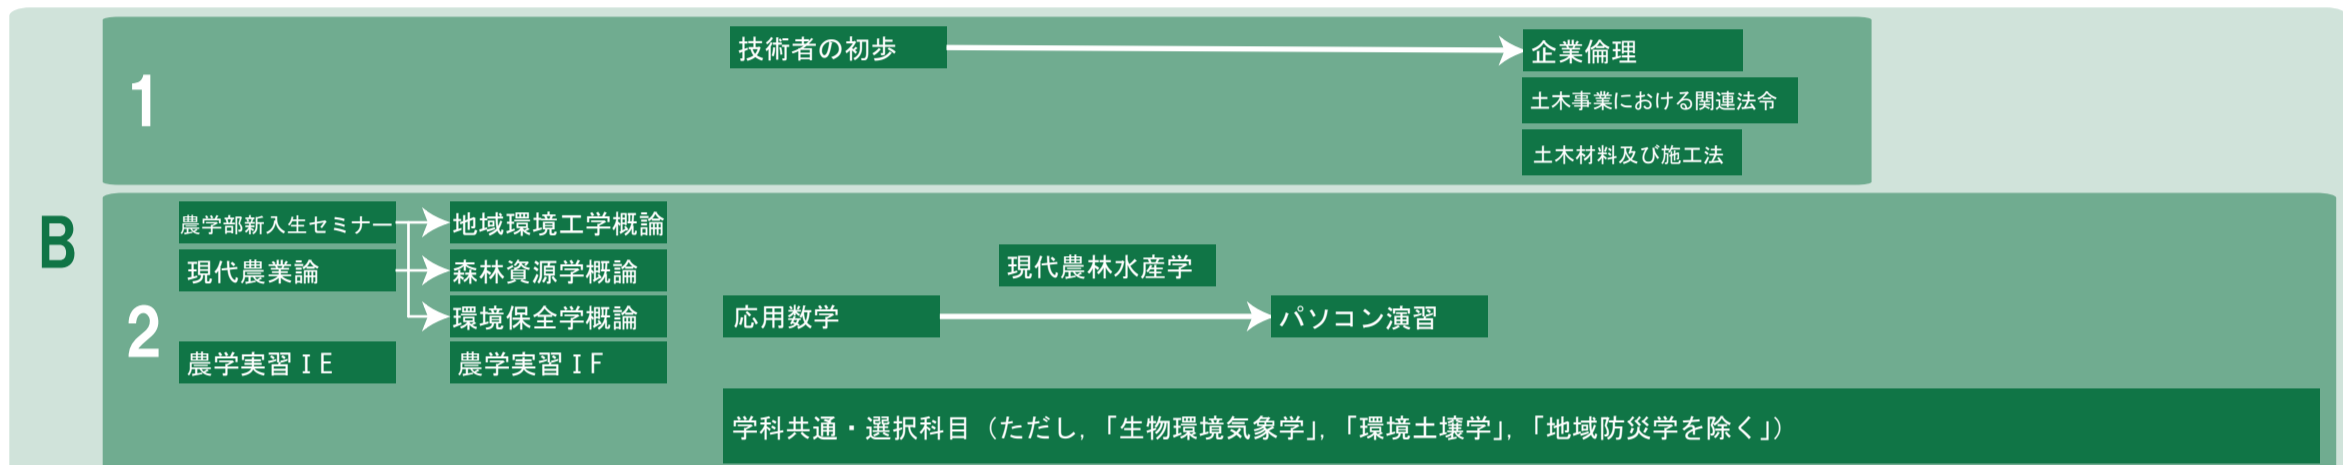 B
1
技術者の初歩
企業倫理
土木事業における関連法令
土木材料及び施工法
2
農学部新入生セミナー
地域環境工学概論
現代農業論
森林資源学概論
現代農林水産学
環境保全学概論
応用数学
パソコン演習
農学実習ⅠE
農学実習ⅠF
学科共通・選択科目（ただし,「生物環境気象学」,「環境土壌学」,「地域防災学を除く」）